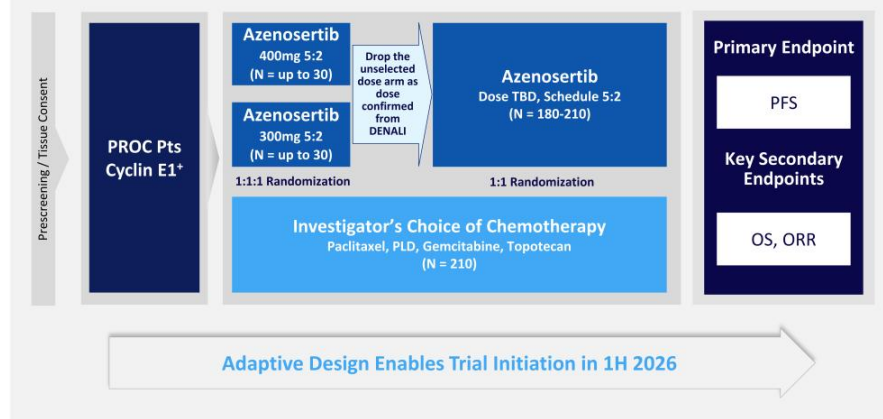 Prescreening / Tissue Consent
PROC Pts
Cyclin E1⁺
Azenosertib
400mg 5:2
(N = up to 30)
Azenosertib
300mg 5:2
(N = up to 30)
1:1:1 Randomization
Drop the
unselected
dose arm as
dose
confirmed
from
DENALI
Azenosertib
Dose TBD, Schedule 5:2
(N = 180-210)
1:1 Randomization
Investigator's Choice of Chemotherapy
Paclitaxel, PLD, Gemcitabine, Topotecan
(N = 210)
Primary Endpoint
PFS
Key Secondary
Endpoints
OS, ORR
Adaptive Design Enables Trial Initiation in 1H 2026